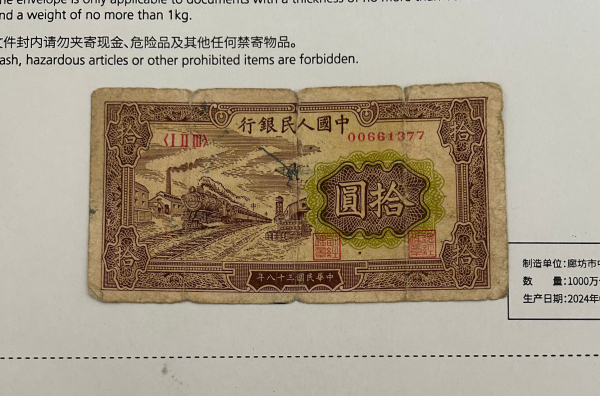 and a weight of no more than 1kg.
文件封内请勿夹寄现金、危险品及其他任何禁寄物品。
ash, hazardous articles or other prohibited items are forbidden.
行銀民人國中
〈I II III〉
00661377
拾
拾
圓拾
拾
拾
年八十三國民華中
制造单位:廊坊市中
数 量:1000万
生产日期:2024年